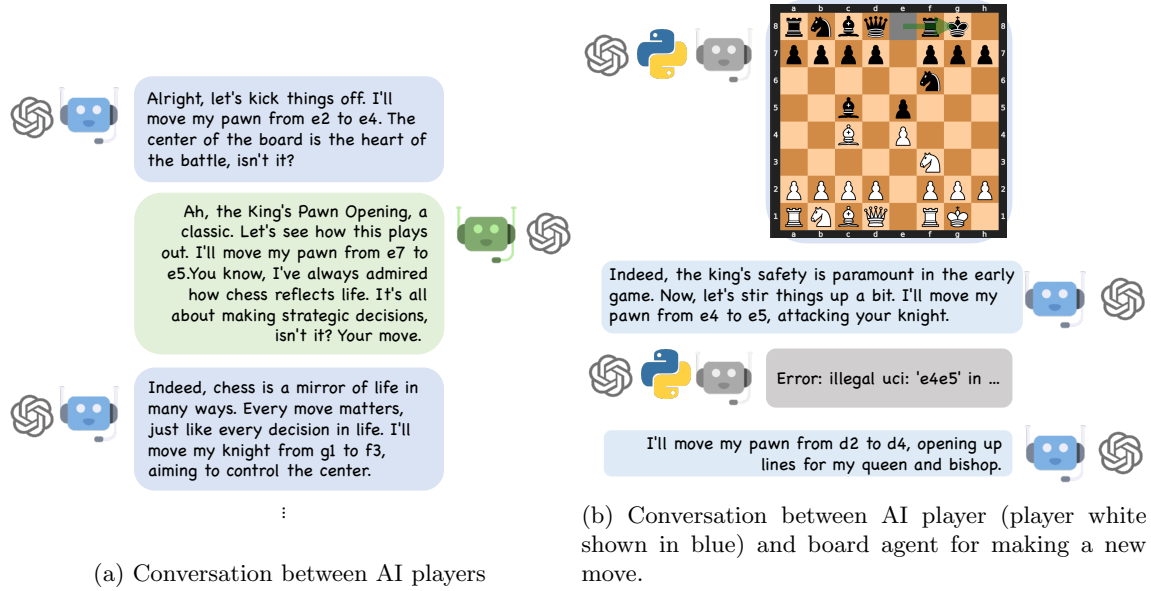 Alright, let's kick things off. I'll
move my pawn from e2 to e4. The
center of the board is the heart of
the battle, isn't it?
Ah, the King's Pawn Opening, a
classic. Let's see how this plays
out. I'll move my pawn from e7 to
e5.You know, I've always admired
how chess reflects life. It's all
about making strategic decisions,
isn't it? Your move.
Indeed, chess is a mirror of life in
many ways. Every move matters,
just like every decision in life. I'll
move my knight from g1 to f3,
aiming to control the center.
⋮
(a) Conversation between AI players
a b c d e f g h
8 8
7 7
6 6
5 5
4 4
3 3
2 2
1 1
a b c d e f g h
Indeed, the king's safety is paramount in the early
game. Now, let's stir things up a bit. I'll move my
pawn from e4 to e5, attacking your knight.
Error: illegal uci: 'e4e5' in ...
I'll move my pawn from d2 to d4, opening up
lines for my queen and bishop.
(b) Conversation between AI player (player white
shown in blue) and board agent for making a new
move.